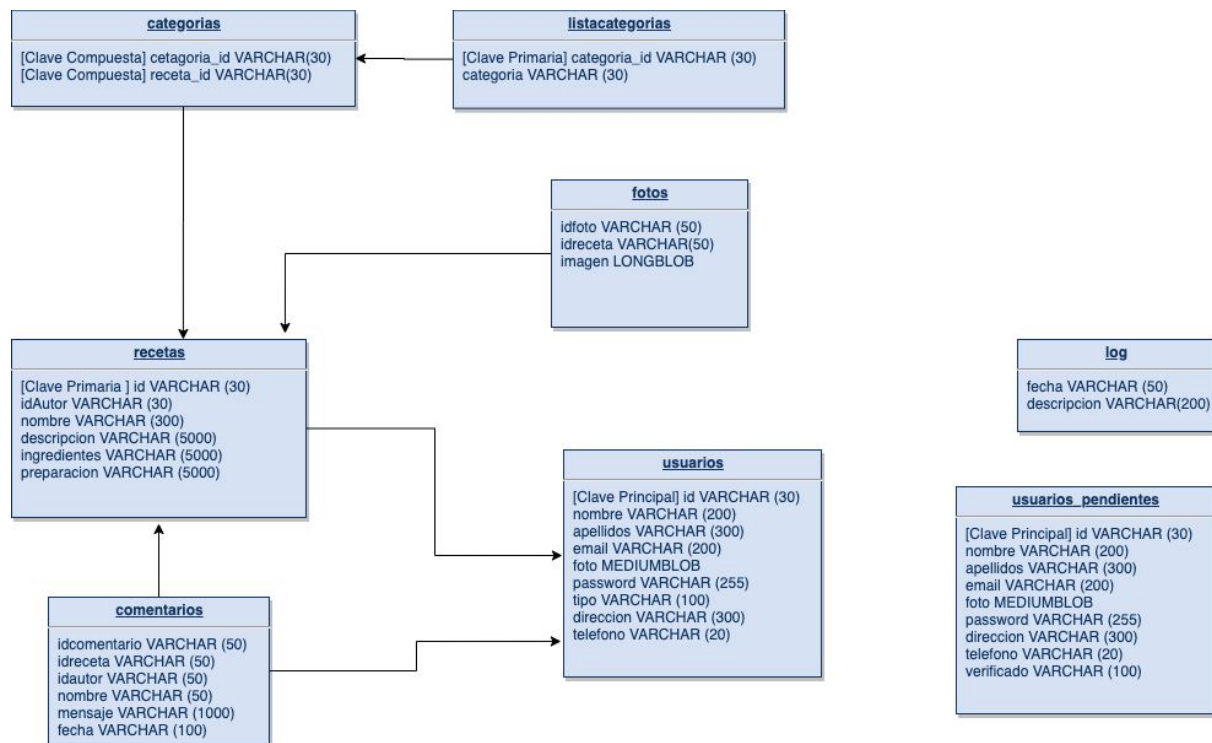 categorias
[Clave Compuesta] cetagoria_id VARCHAR(30)
[Clave Compuesta] receta_id VARCHAR(30)
listacategorias
[Clave Primaria] categoria_id VARCHAR (30)
categoria VARCHAR (30)
fotos
idfoto VARCHAR (50)
idreceta VARCHAR(50)
imagen LONGBLOB
recetas
[Clave Primaria ] id VARCHAR (30)
idAutor VARCHAR (30)
nombre VARCHAR (300)
descripcion VARCHAR (5000)
ingredientes VARCHAR (5000)
preparacion VARCHAR (5000)
log
fecha VARCHAR (50)
descripcion VARCHAR(200)
usuarios
[Clave Principal] id VARCHAR (30)
nombre VARCHAR (200)
apellidos VARCHAR (300)
email VARCHAR (200)
foto MEDIUMBLOB
password VARCHAR (255)
tipo VARCHAR (100)
direccion VARCHAR (300)
telefono VARCHAR (20)
usuarios_pendientes
[Clave Principal] id VARCHAR (30)
nombre VARCHAR (200)
apellidos VARCHAR (300)
email VARCHAR (200)
foto MEDIUMBLOB
password VARCHAR (255)
direccion VARCHAR (300)
telefono VARCHAR (20)
verificado VARCHAR (100)
comentarios
idcomentario VARCHAR (50)
idreceta VARCHAR (50)
idautor VARCHAR (50)
nombre VARCHAR (50)
mensaje VARCHAR (1000)
fecha VARCHAR (100)